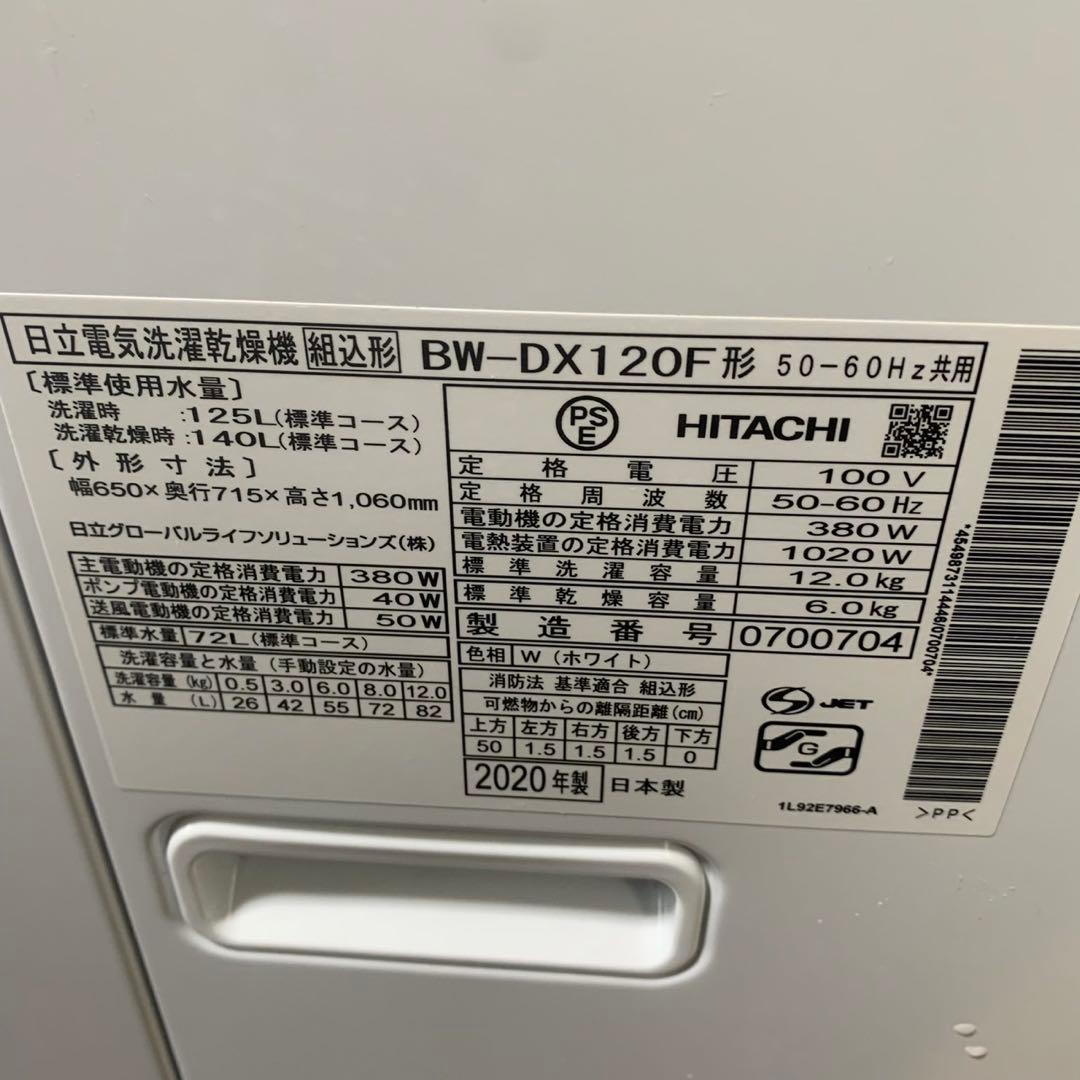 日立電気洗濯乾燥機 組込形 BW-DX120F形 50-60Hz共用
〔標準使用水量〕
洗濯時 :125L(標準コース)
洗濯乾燥時:140L(標準コース)
〔外形寸法〕
幅650×奥行715×高さ1,060mm
日立グローバルライフソリューションズ(株)
主電動機の定格消費電力 380W
ポンプ電動機の定格消費電力 40W
送風電動機の定格消費電力 50W
標準水量 72L(標準コース)
洗濯容量と水量(手動設定の水量)
洗濯容量(kg) 0.5 3.0 6.0 8.0 12.0
水量(L) 26 42 55 72 82
PSE HITACHI
定格電圧 100V
定格周波数 50-60Hz
電動機の定格消費電力 380W
電熱装置の定格消費電力 1020W
標準洗濯容量 12.0kg
標準乾燥容量 6.0kg
製造番号 0700704
色相 W(ホワイト)
消防法 基準適合 組込形
可燃物からの離隔距離(cm)
上方 左方 右方 後方 下方
50 1.5 1.5 1.5 0
2020年製 日本製
JET
G
1L92E7966-A
>PP<
*4549873114446/0700704*